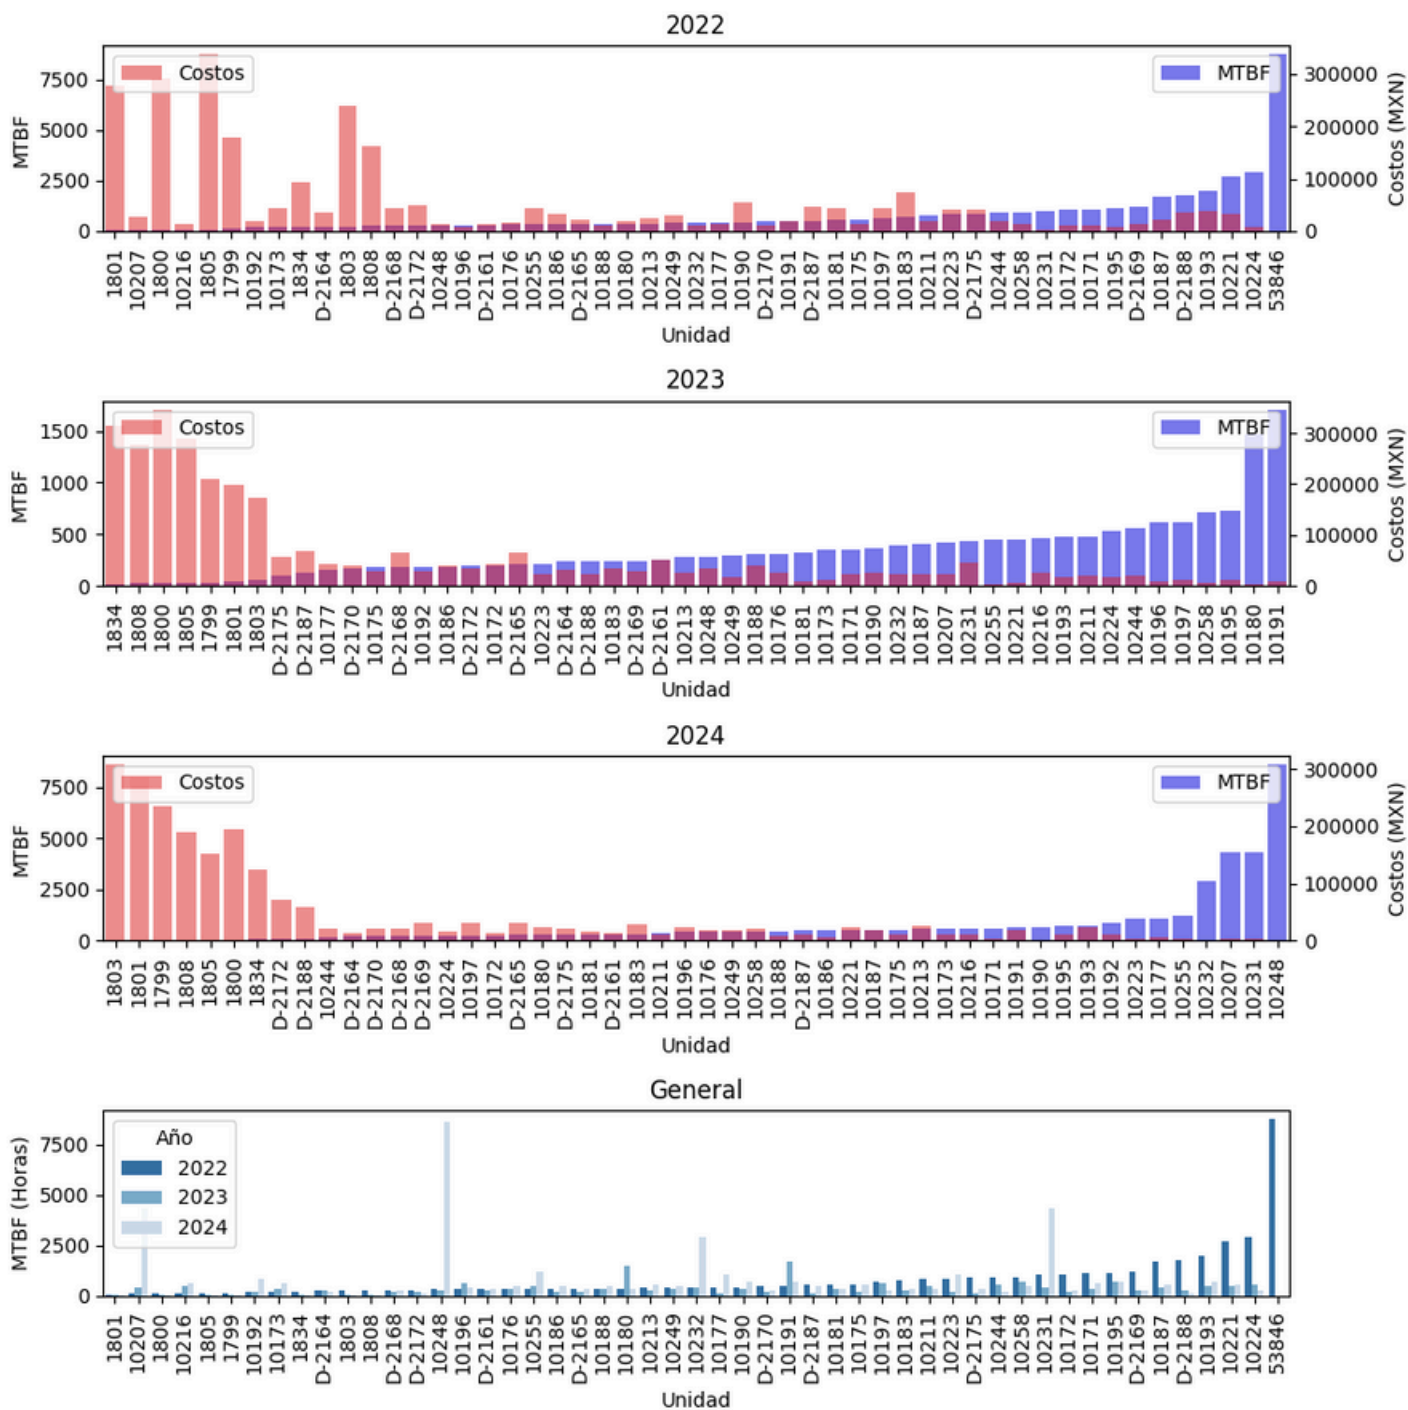 2022
Costos
MTBF
7500
5000
2500
0
MTBF
300000
200000
100000
0
Costos (MXN)
1801 10207 1800 10216 1805 1799 10192 10173 1834 D-2164 1803 1808 D-2168 D-2172 10248 10196 D-2161 10176 10255 10186 D-2165 10188 10180 10213 10249 10232 10177 10190 D-2170 10191 D-2187 10181 10175 10197 10183 10211 10223 D-2175 10244 10258 10231 10172 10171 10195 D-2169 10187 D-2188 10193 10221 10224 53846
Unidad
2023
Costos
MTBF
1500
1000
500
0
MTBF
300000
200000
100000
0
Costos (MXN)
1834 1808 1800 1805 1799 1801 1803 D-2175 D-2187 10177 D-2170 10175 D-2168 10192 10186 D-2172 10172 D-2165 10223 D-2164 D-2188 10183 D-2169 D-2161 10213 10248 10249 10188 10176 10181 10173 10171 10190 10232 10187 10207 10231 10255 10221 10216 10193 10211 10224 10244 10196 10197 10258 10195 10180 10191
Unidad
2024
Costos
MTBF
7500
5000
2500
0
MTBF
300000
200000
100000
0
Costos (MXN)
1803 1801 1799 1808 1805 1800 1834 D-2172 D-2188 10244 D-2164 D-2170 D-2168 D-2169 10224 10197 10172 D-2165 10180 D-2175 10181 D-2161 10183 10211 10196 10176 10249 10258 10188 D-2187 10186 10221 10187 10175 10213 10173 10216 10171 10191 10190 10195 10193 10192 10223 10177 10255 10232 10207 10231 10248
Unidad
General
Año
2022
2023
2024
7500
5000
2500
0
MTBF (Horas)
1801 10207 1800 10216 1805 1799 10192 10173 1834 D-2164 1803 1808 D-2168 D-2172 10248 10196 D-2161 10176 10255 10186 D-2165 10188 10180 10213 10249 10232 10177 10190 D-2170 10191 D-2187 10181 10175 10197 10183 10211 10223 D-2175 10244 10258 10231 10172 10171 10195 D-2169 10187 D-2188 10193 10221 10224 53846
Unidad